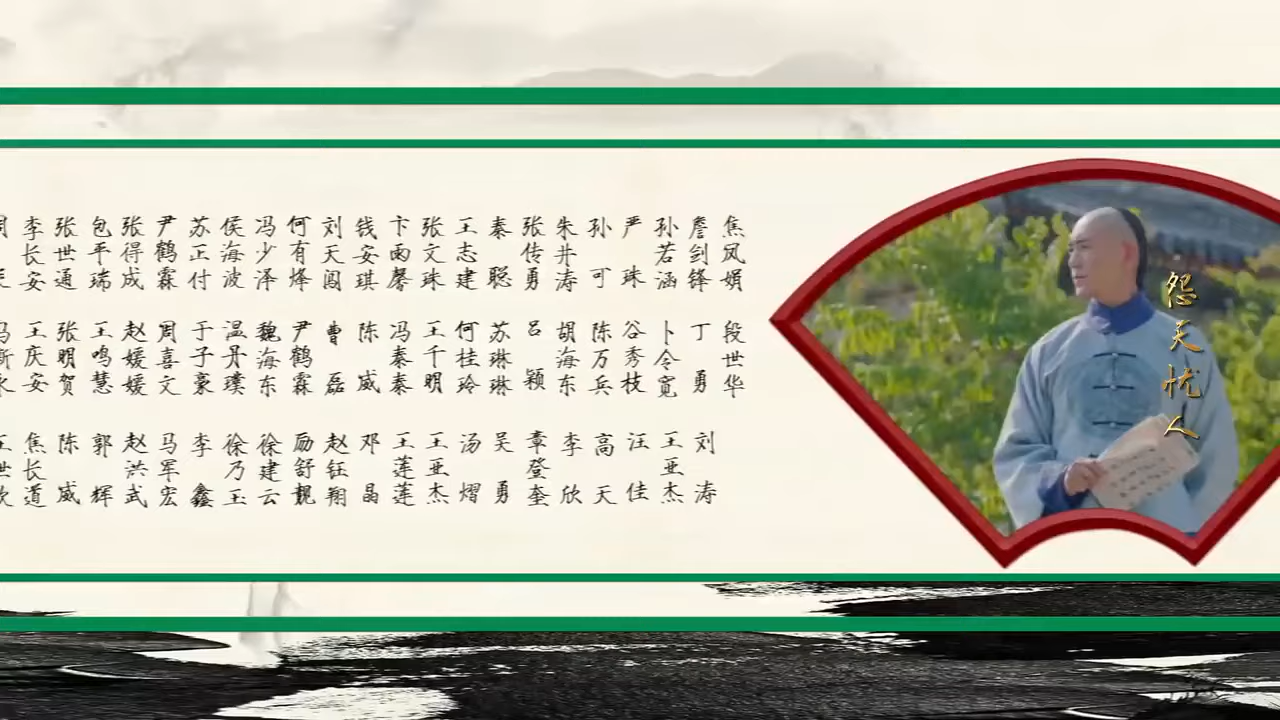 怨天忧人
焦风娟
詹剑锋
孙若涵
严珠
孙可
朱井涛
张传勇
秦聪
王志建
张文珠
卞雨馨
钱安琪
刘天闯
何有烽
冯少泽
侯海波
苏正付
尹鹤霖
张得成
包平瑞
张世通
李长安
段世华
丁勇
卜令宽
谷秀枝
陈万兵
胡海东
吕颖
苏琳琳
何桂玲
王千明
冯秦秦
陈威
曹磊
尹鹤霖
魏海东
温丹璞
于子豪
周喜文
赵媛媛
王鸣慧
张明贺
王庆安
刘涛
王亚杰
汪佳
高天
李欣
章登奎
吴勇
汤熠
王亚杰
王莲莲
邓晶
赵钰翔
励舒靓
徐建云
徐乃玉
李鑫
马军宏
赵洪武
郭辉
陈威
焦长道